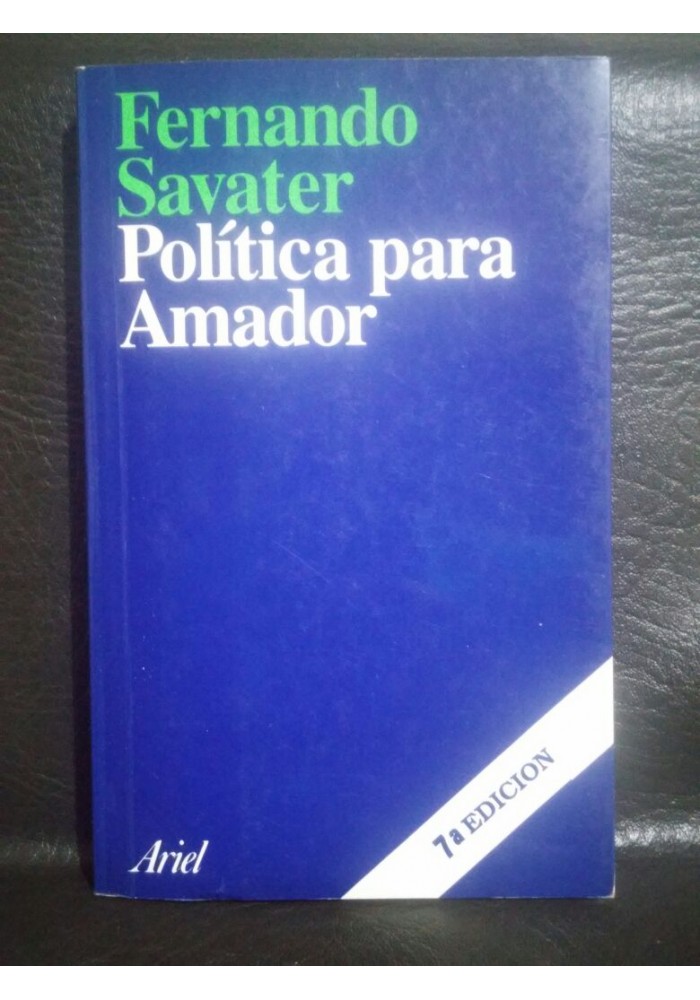 Fernando
Savater
Política para
Amador
7a EDICION
Ariel